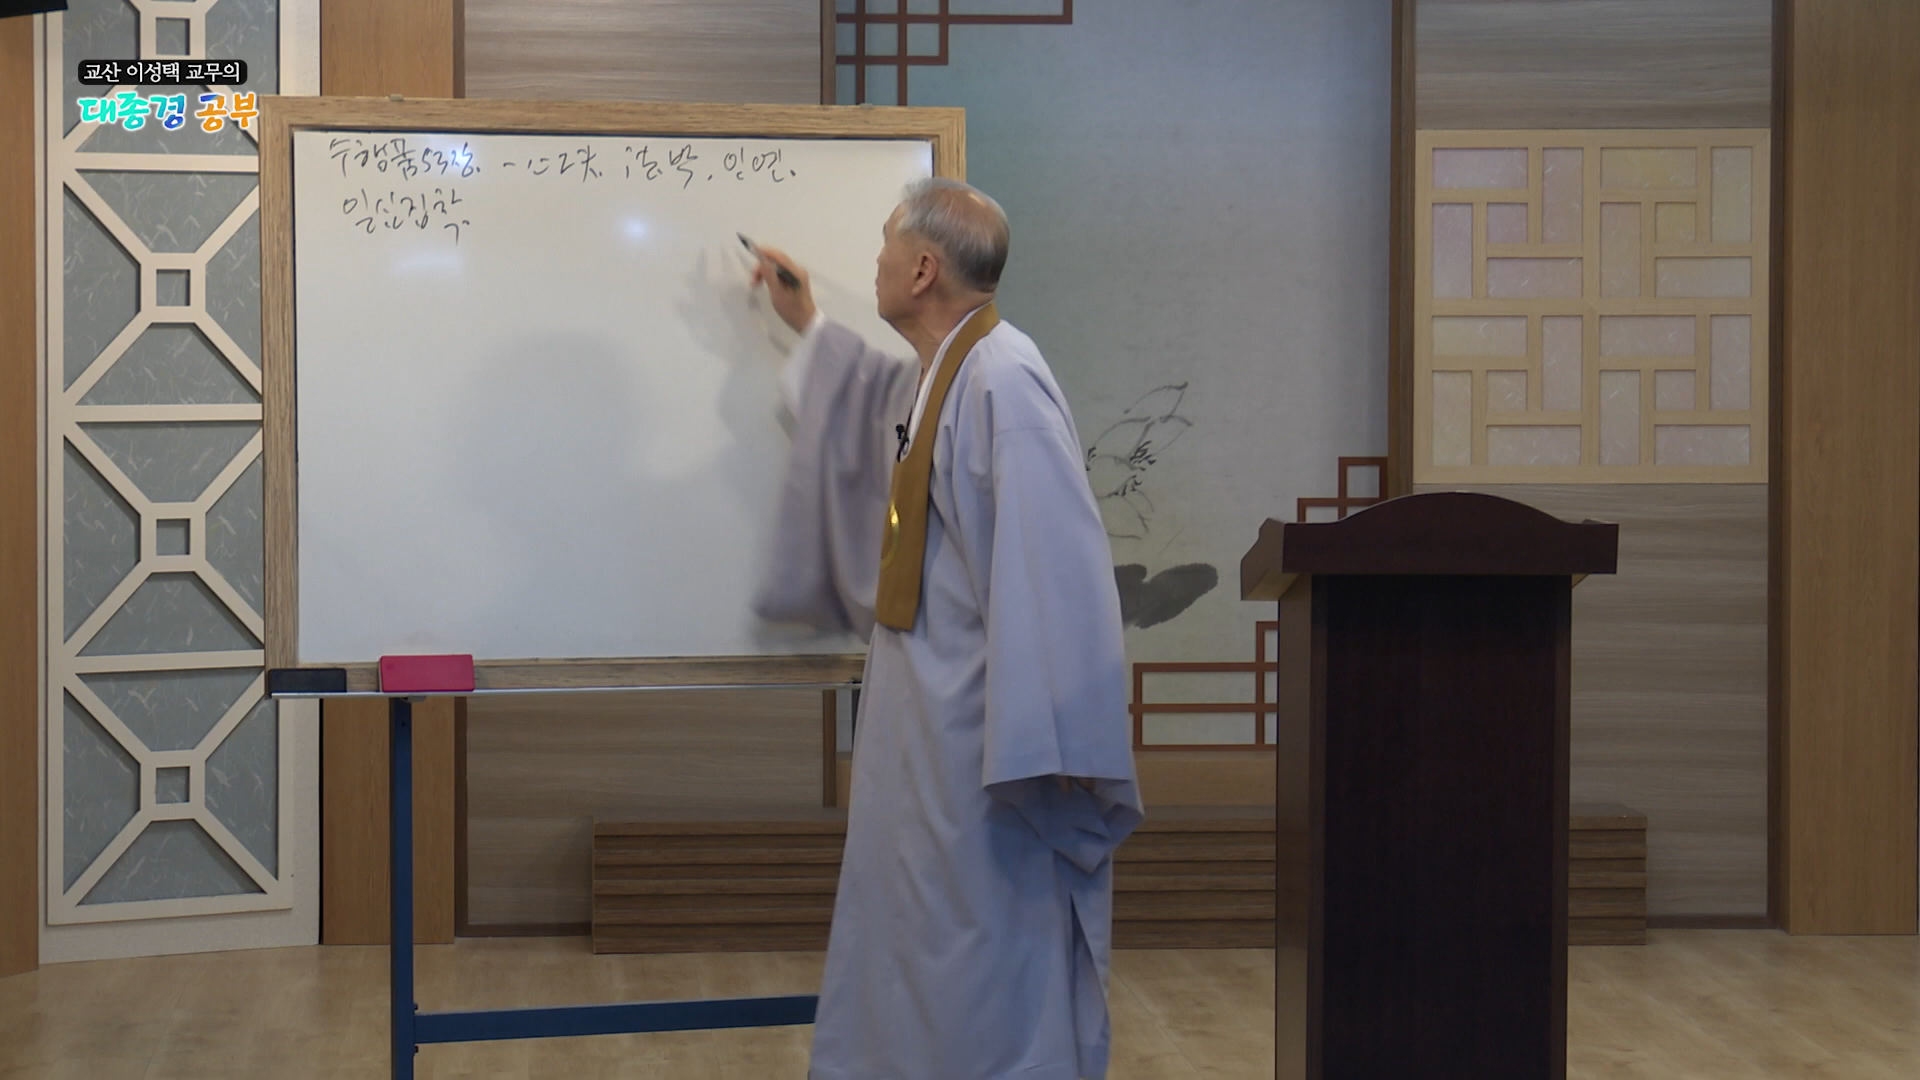 교산 이성택 교무의
대종경 공부
수행품53장. 법박, 인연.
일심집착